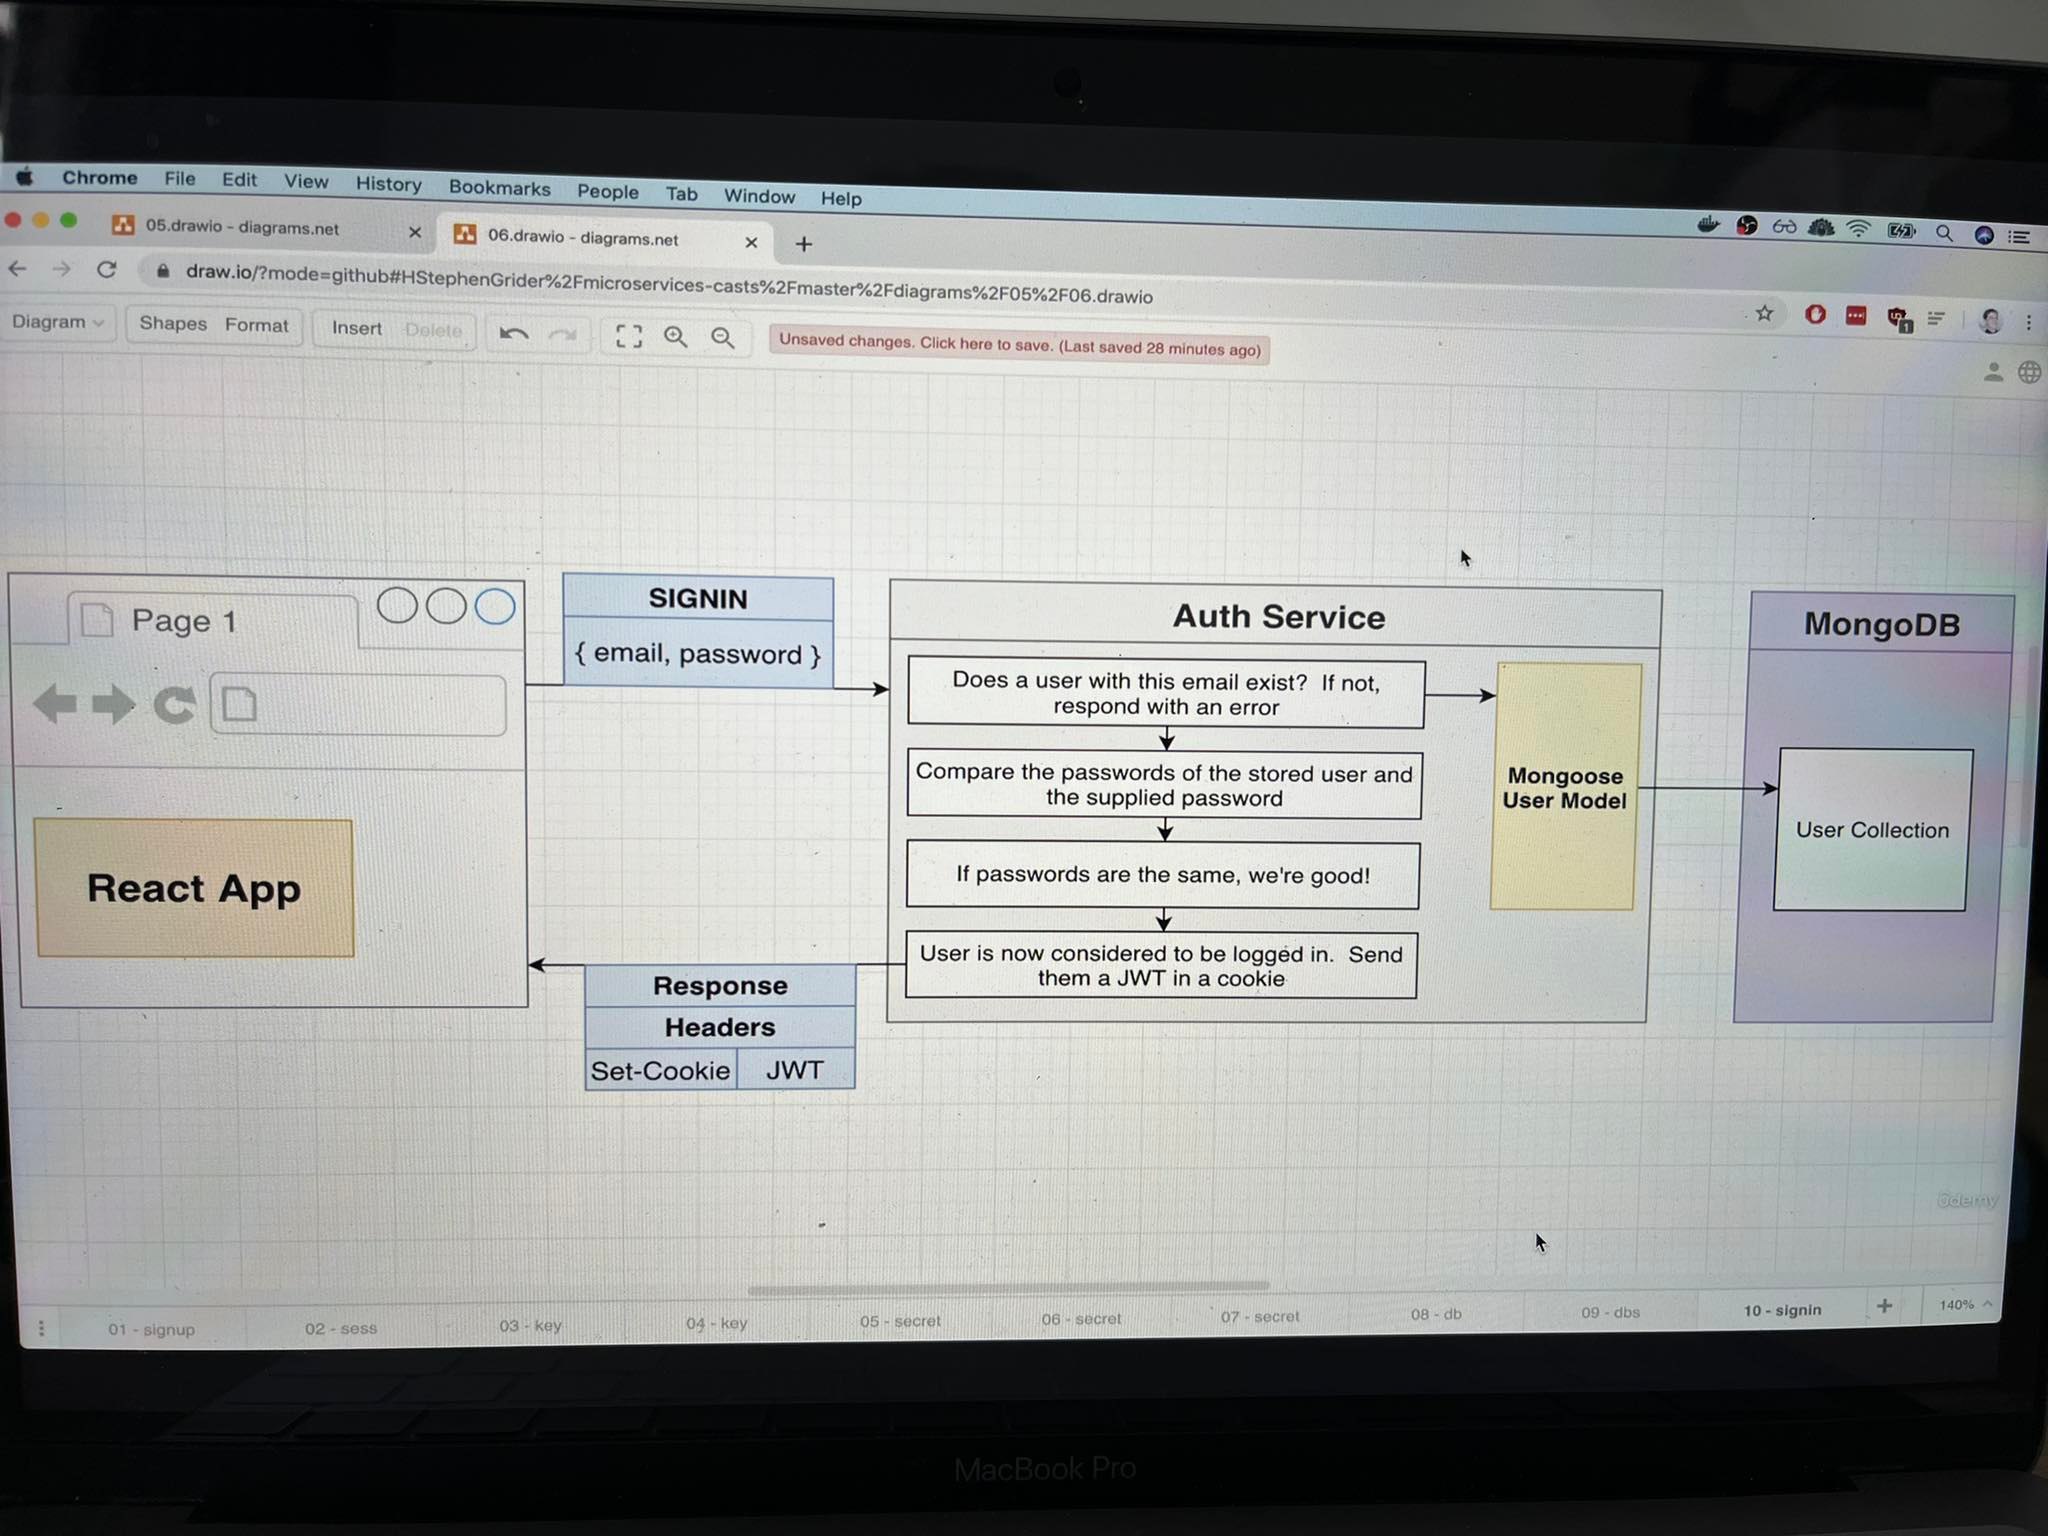 Chrome File Edit View History Bookmarks People Tab Window Help
05.drawio - diagrams.net
06.drawio - diagrams.net
draw.io/?mode=github#HStephenGrider%2Fmicroservices-casts%2Fmaster%2Fdiagrams%2F05%2F06.drawio
Diagram Shapes Format Insert Delete
Unsaved changes. Click here to save. (Last saved 28 minutes ago)
Page 1
React App
SIGNIN
{ email, password }
Auth Service
Does a user with this email exist? If not,
respond with an error
Compare the passwords of the stored user and
the supplied password
If passwords are the same, we're good!
User is now considered to be logged in. Send
them a JWT in a cookie
Mongoose
User Model
MongoDB
User Collection
Response
Headers
Set-Cookie JWT
ûdemy
01 - signup 02 - sess 03 - key 04 - key 05 - secret 06 - secret 07 - secret 08 - db 09 - dbs 10 - signin 140%
MacBook Pro